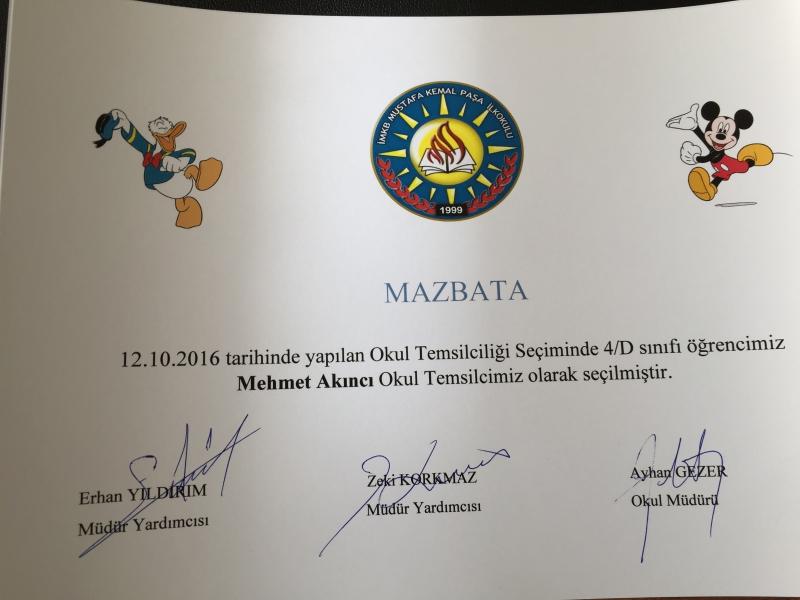 İMKB MUSTAFA KEMAL PAŞA İLKOKULU
1999
MAZBATA
12.10.2016 tarihinde yapılan Okul Temsilciliği Seçiminde 4/D sınıfı öğrencimiz
Mehmet Akıncı Okul Temsilcimiz olarak seçilmiştir.
Erhan YILDIRIM
Müdür Yardımcısı
Zeki KORKMAZ
Müdür Yardımcısı
Ayhan GEZER
Okul Müdürü